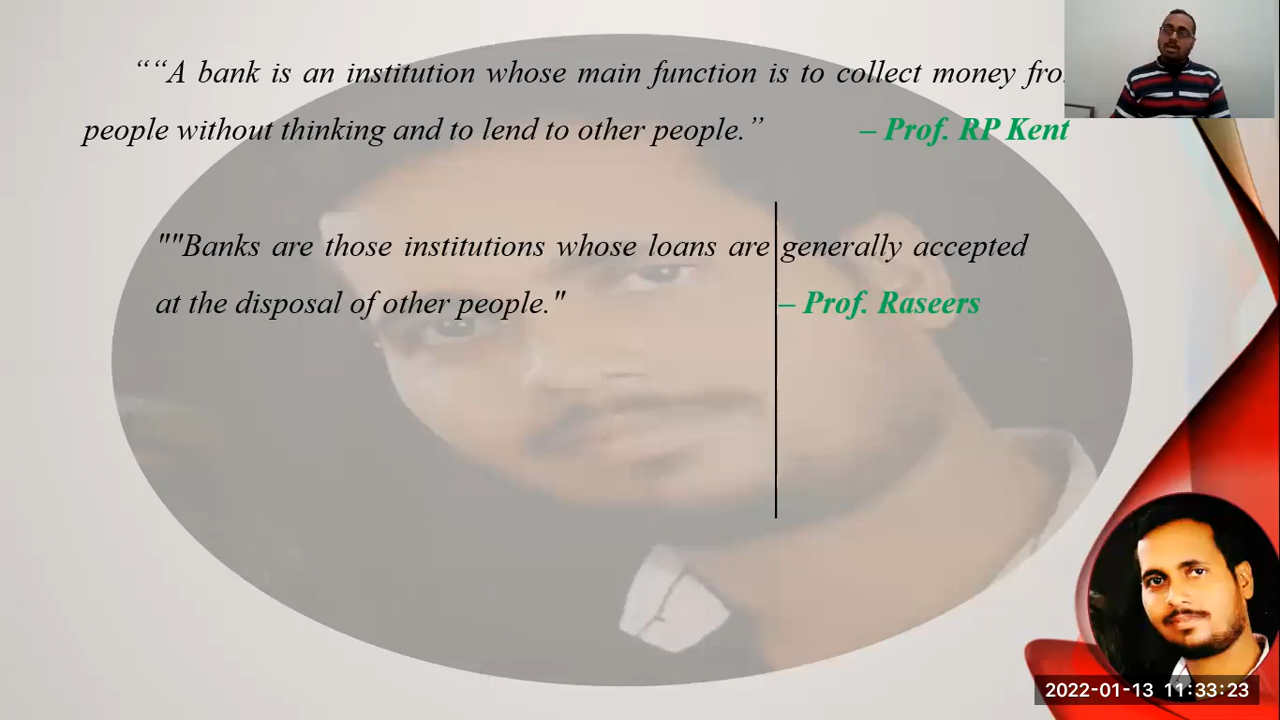 ““A bank is an institution whose main function is to collect money fro
people without thinking and to lend to other people.” – Prof. RP Kent
""Banks are those institutions whose loans are generally accepted
at the disposal of other people." – Prof. Raseers
2022-01-13 11:33:23